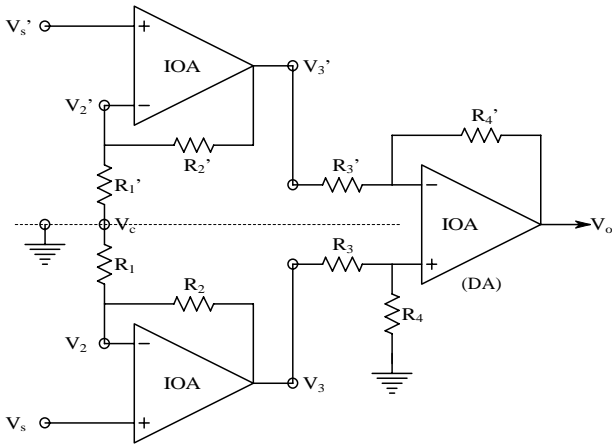 Vs'
+
IOA
V3'
V2'
−
R2'
R4'
R1'
R3'
−
Vc
IOA
Vo
R1
R3
+
(DA)
R2
R4
V2
−
IOA
V3
Vs
+